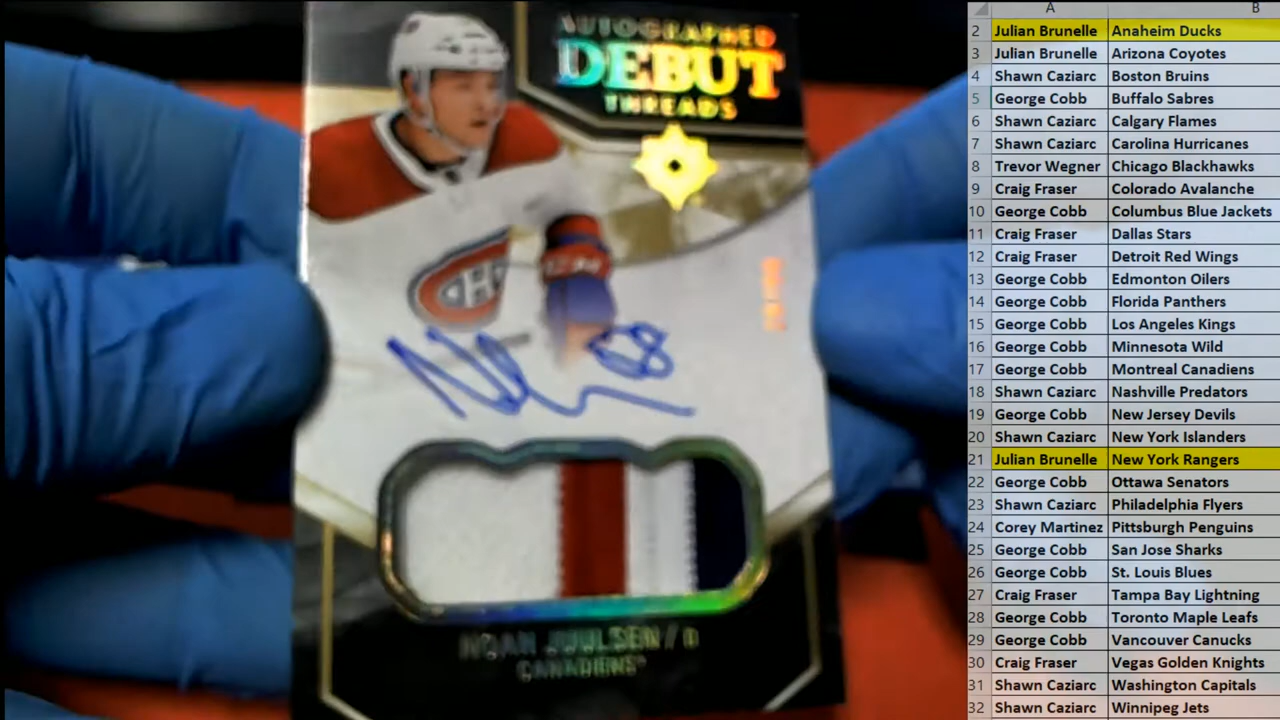 AUTOGRAPHED
DEBUT
THREADS
NOAH JUULSEN / D
CANADIENS
A B
2 Julian Brunelle Anaheim Ducks
3 Julian Brunelle Arizona Coyotes
4 Shawn Caziarc Boston Bruins
5 George Cobb Buffalo Sabres
6 Shawn Caziarc Calgary Flames
7 Shawn Caziarc Carolina Hurricanes
8 Trevor Wegner Chicago Blackhawks
9 Craig Fraser Colorado Avalanche
10 George Cobb Columbus Blue Jackets
11 Craig Fraser Dallas Stars
12 Craig Fraser Detroit Red Wings
13 George Cobb Edmonton Oilers
14 George Cobb Florida Panthers
15 George Cobb Los Angeles Kings
16 George Cobb Minnesota Wild
17 George Cobb Montreal Canadiens
18 Shawn Caziarc Nashville Predators
19 George Cobb New Jersey Devils
20 Shawn Caziarc New York Islanders
21 Julian Brunelle New York Rangers
22 George Cobb Ottawa Senators
23 Shawn Caziarc Philadelphia Flyers
24 Corey Martinez Pittsburgh Penguins
25 George Cobb San Jose Sharks
26 George Cobb St. Louis Blues
27 Craig Fraser Tampa Bay Lightning
28 George Cobb Toronto Maple Leafs
29 George Cobb Vancouver Canucks
30 Craig Fraser Vegas Golden Knights
31 Shawn Caziarc Washington Capitals
32 Shawn Caziarc Winnipeg Jets